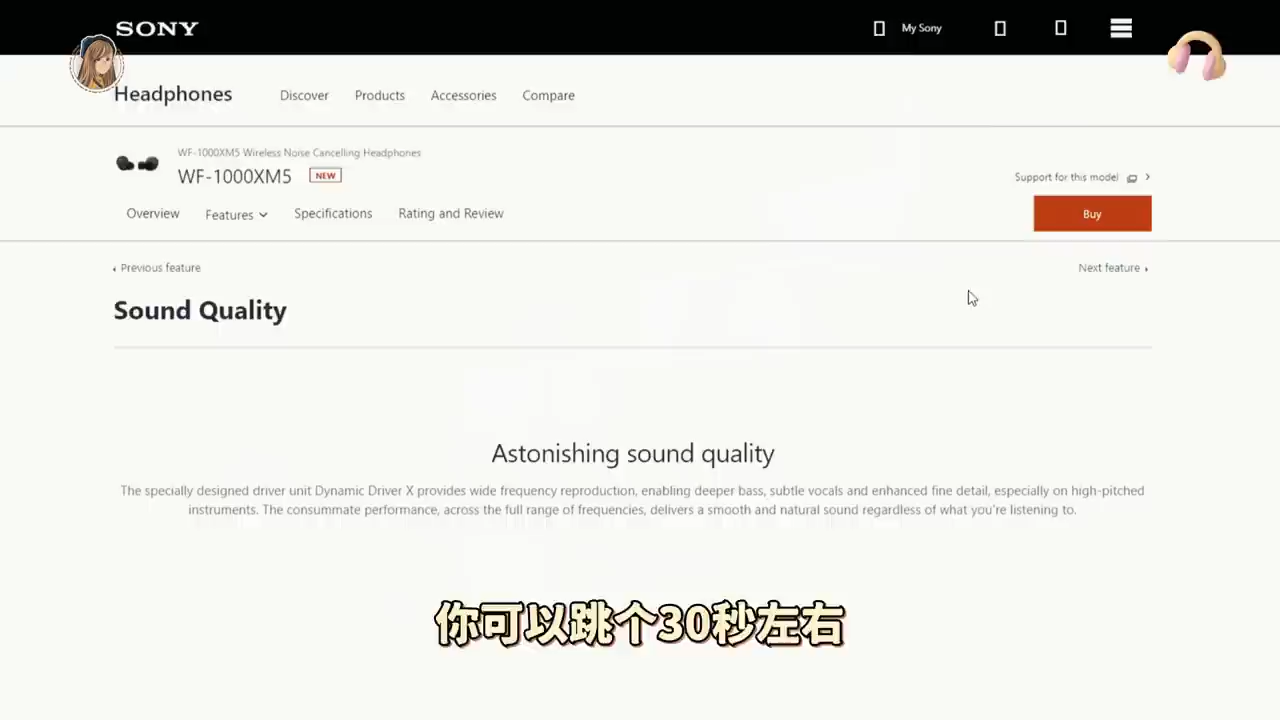 SONY
My Sony
Headphones Discover Products Accessories Compare
WF-1000XM5 Wireless Noise Cancelling Headphones
WF-1000XM5 NEW
Support for this model
Overview Features Specifications Rating and Review
Buy
Previous feature
Next feature
Sound Quality
Astonishing sound quality
The specially designed driver unit Dynamic Driver X provides wide frequency reproduction, enabling deeper bass, subtle vocals and enhanced fine detail, especially on high-pitched
instruments. The consummate performance, across the full range of frequencies, delivers a smooth and natural sound regardless of what you're listening to.
你可以跳个30秒左右